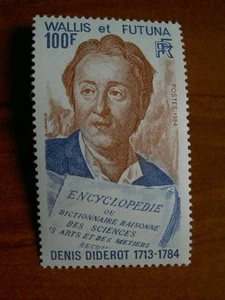 WALLIS et FUTUNA
100F
RF
POSTES 1984
ENCYCLOPEDIE
OU
DICTIONNAIRE RAISONNE
DES SCIENCES
S ARTS ET DES METIERS
RECUE
DENIS DIDEROT 1713-1784